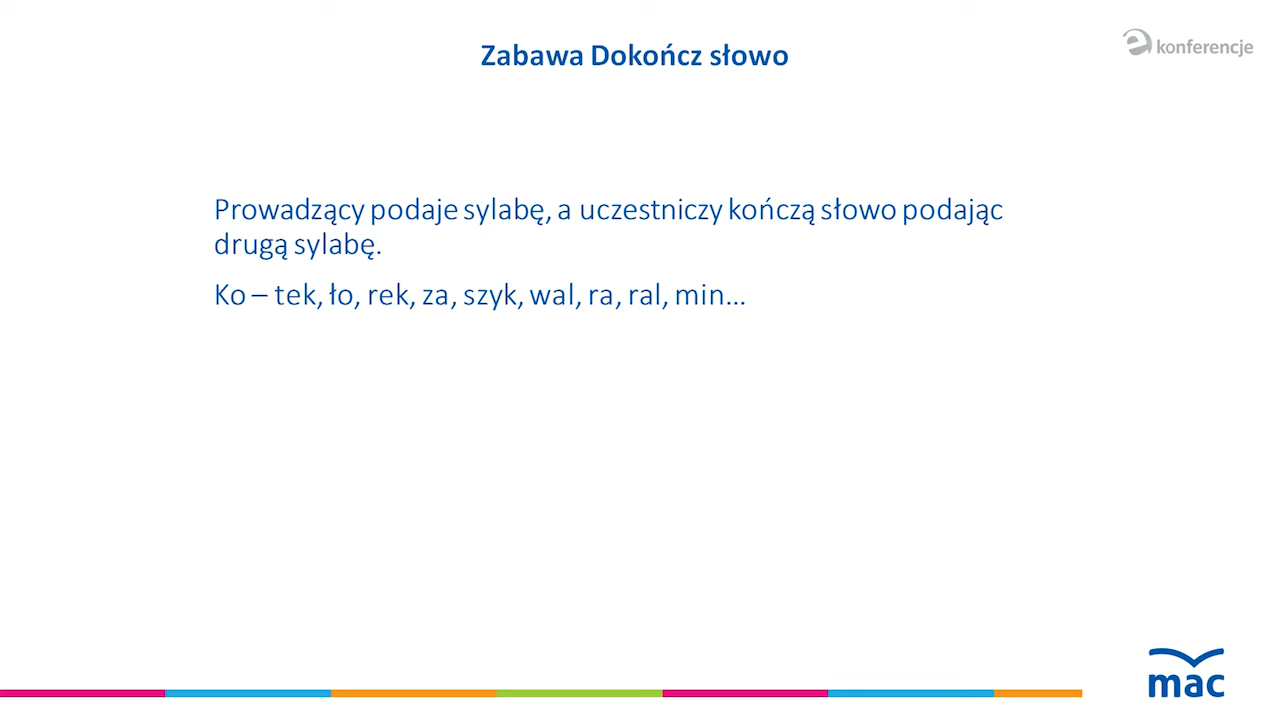 Zabawa Dokończ słowo
konferencje
Prowadzący podaje sylabę, a uczestniczy kończą słowo podając
drugą sylabę.
Ko – tek, ło, rek, za, szyk, wal, ra, ral, min...
mac